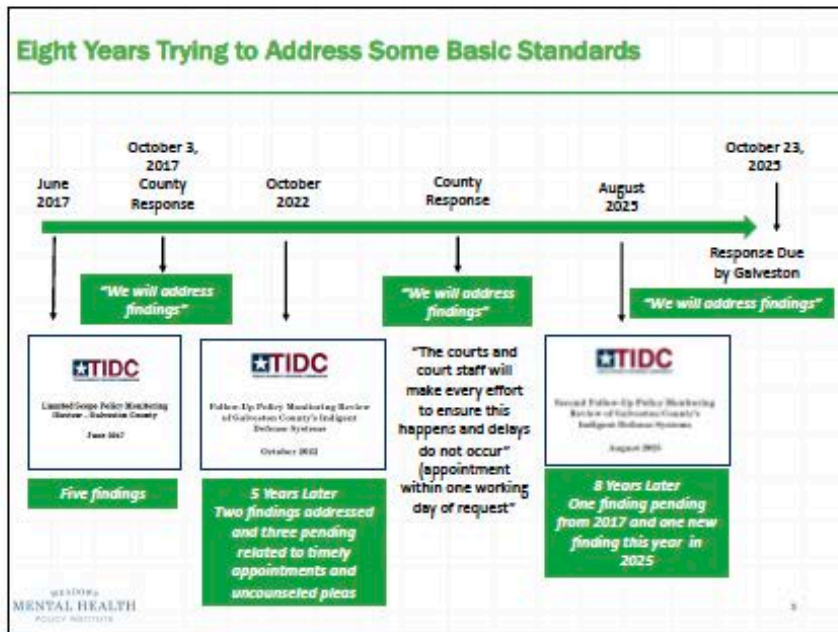 Eight Years Trying to Address Some Basic Standards
June
2017
October 3,
2017
County
Response
October
2022
County
Response
August
2025
October 23,
2025
Response Due
by Galveston
"We will address
findings"
"We will address
findings"
"We will address findings"
TIDC
Limited Scope Policy Monitoring
Review – Galveston County
June 2017
TIDC
Follow-Up Policy Monitoring Review
of Galveston County's Indigent
Defense Systems
October 2022
"The courts and
court staff will
make every effort
to ensure this
happens and delays
do not occur"
(appointment
within one working
day of request"
TIDC
Second Follow-Up Policy Monitoring
Review of Galveston County's
Indigent Defense Systems
August 2025
Five findings
5 Years Later
Two findings addressed
and three pending
related to timely
appointments and
uncounseled pleas
8 Years Later
One finding pending
from 2017 and one new
finding this year in
2025
MEADOWS
MENTAL HEALTH
POLICY INSTITUTE